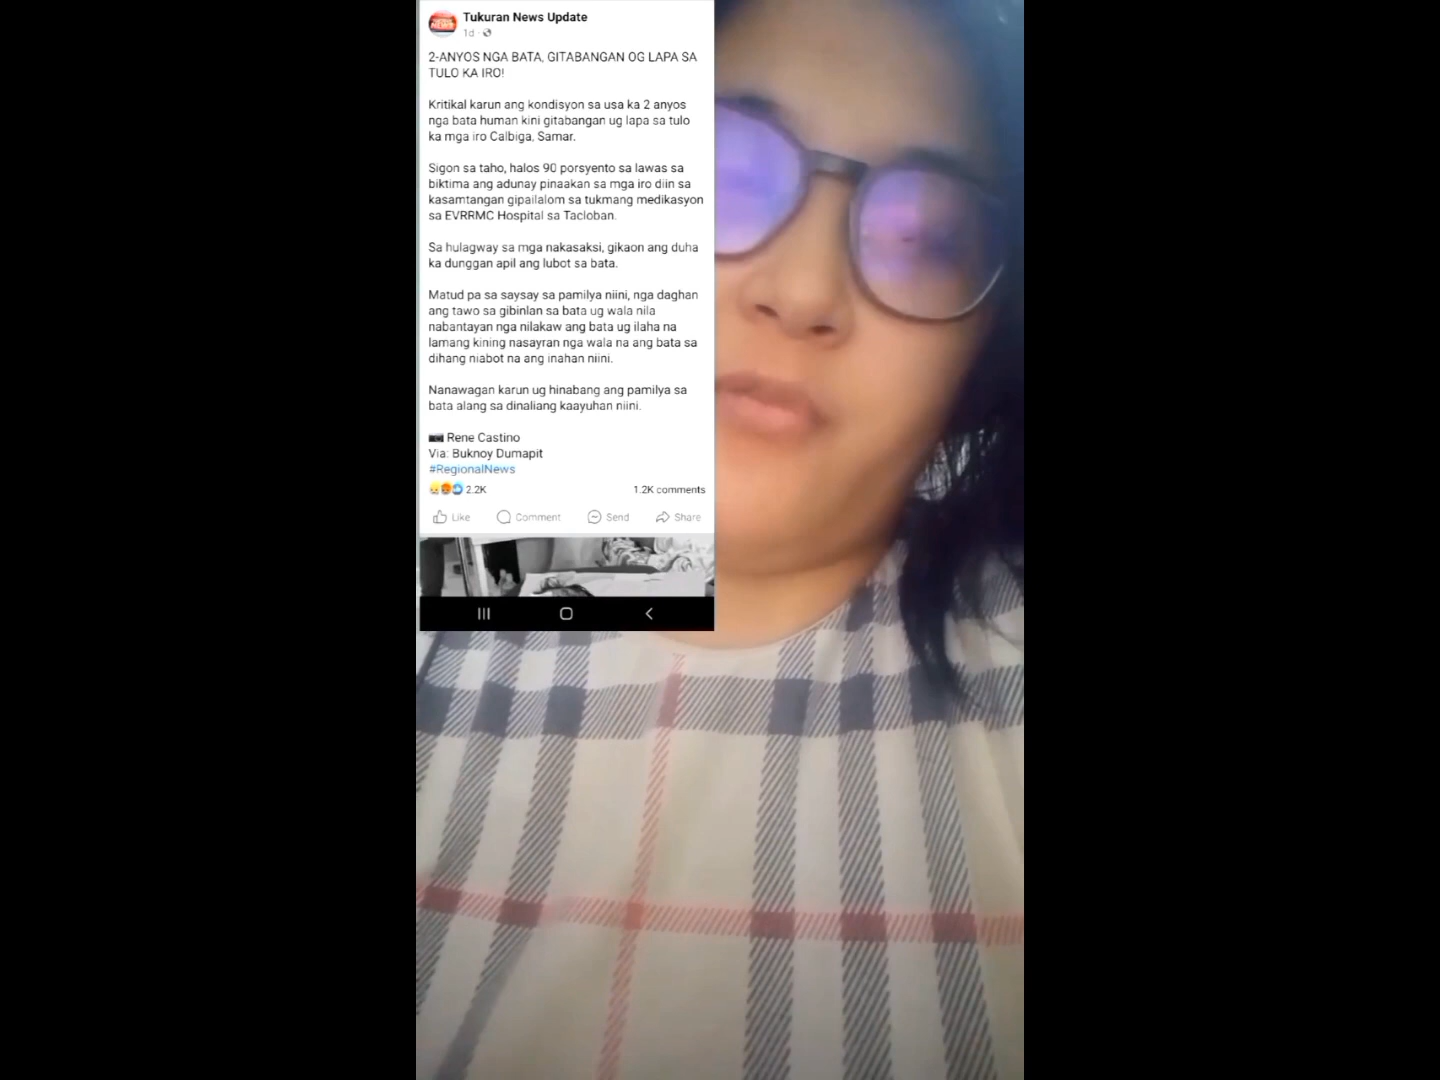 Tukuran News Update
1d
2-ANYOS NGA BATA, GITABANGAN OG LAPA SA
TULO KA IRO!
Kritikal karun ang kondisyon sa usa ka 2 anyos
nga bata human kini gitabangan ug lapa sa tulo
ka mga iro Calbiga, Samar.
Sigon sa taho, halos 90 porsyento sa lawas sa
biktima ang adunay pinaakan sa mga iro diin sa
kasamtangan gipailalom sa tukmang medikasyon
sa EVRRMC Hospital sa Tacloban.
Sa hulagway sa mga nakasaksi, gikaon ang duha
ka dunggan apil ang lubot sa bata.
Matud pa sa saysay sa pamilya niini, nga daghan
ang tawo sa gibinlan sa bata ug wala nila
nabantayan nga nilakaw ang bata ug ilaha na
lamang kining nasayran nga wala na ang bata sa
dihang niabot na ang inahan niini.
Nanawagan karun ug hinabang ang pamilya sa
bata alang sa dinaliang kaayuhan niini.
Rene Castino
Via: Buknoy Dumapit
#RegionalNews
2.2K 1.2K comments
Like Comment Send Share